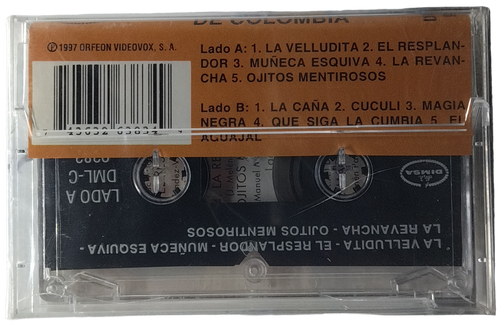 DE COLOMBIA
℗1997 ORFEON VIDEOVOX, S.A.
Lado A: 1. LA VELLUDITA 2. EL RESPLAN-
DOR 3. MUÑECA ESQUIVA 4. LA REVAN-
CHA 5. OJITOS MENTIROSOS
Lado B: 1. LA CAÑA 2. CUCULI 3. MAGIA
NEGRA 4. QUE SIGA LA CUMBIA 5. EL
AGUAJAL
LADO A
DML-C
DIMSA
LA VELLUDITA - EL RESPLANDOR - MUÑECA ESQUIVA -
LA REVANCHA - OJITOS MENTIROSOS